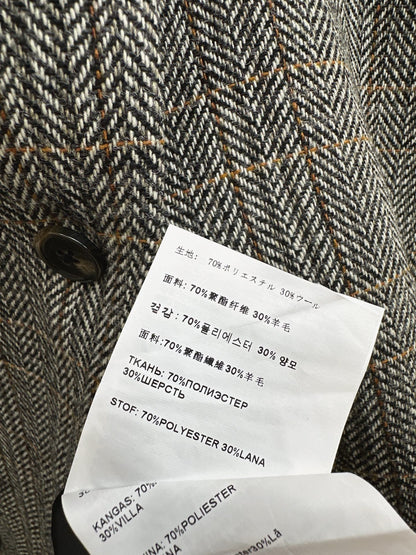 生地: 70%ポリエステル 30%ウール
面料: 70%聚酯纤维 30%羊毛
겉감: 70%폴리에스터 30% 양모
面料:70%聚酯纖維30%羊毛
ТКАНЬ: 70%ПОЛИЭСТЕР
30%ШЕРСТЬ
STOF: 70%POLYESTER 30%LANA
KANGAS: 70%
30%VILLA
70%POLYESTER